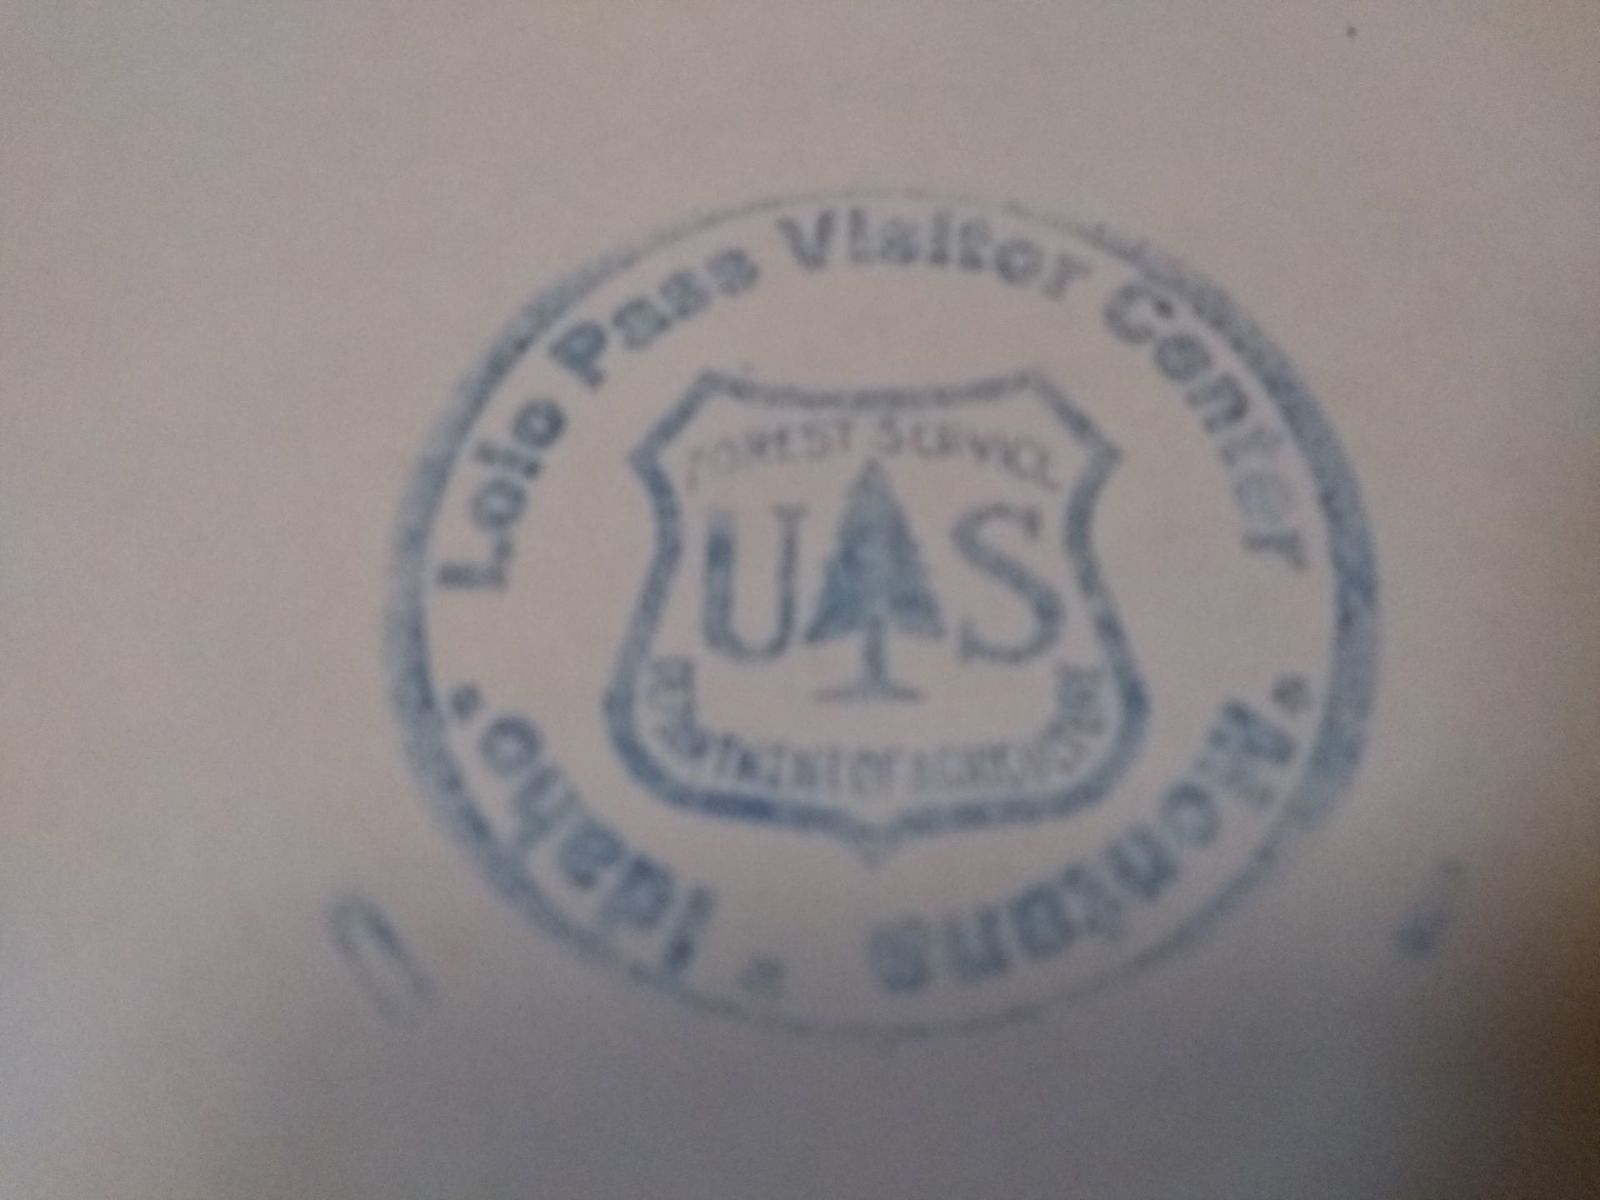 Lolo Pass Visitor Center
FOREST SERVICE
U S
DEPARTMENT OF AGRICULTURE
Montana * Idaho